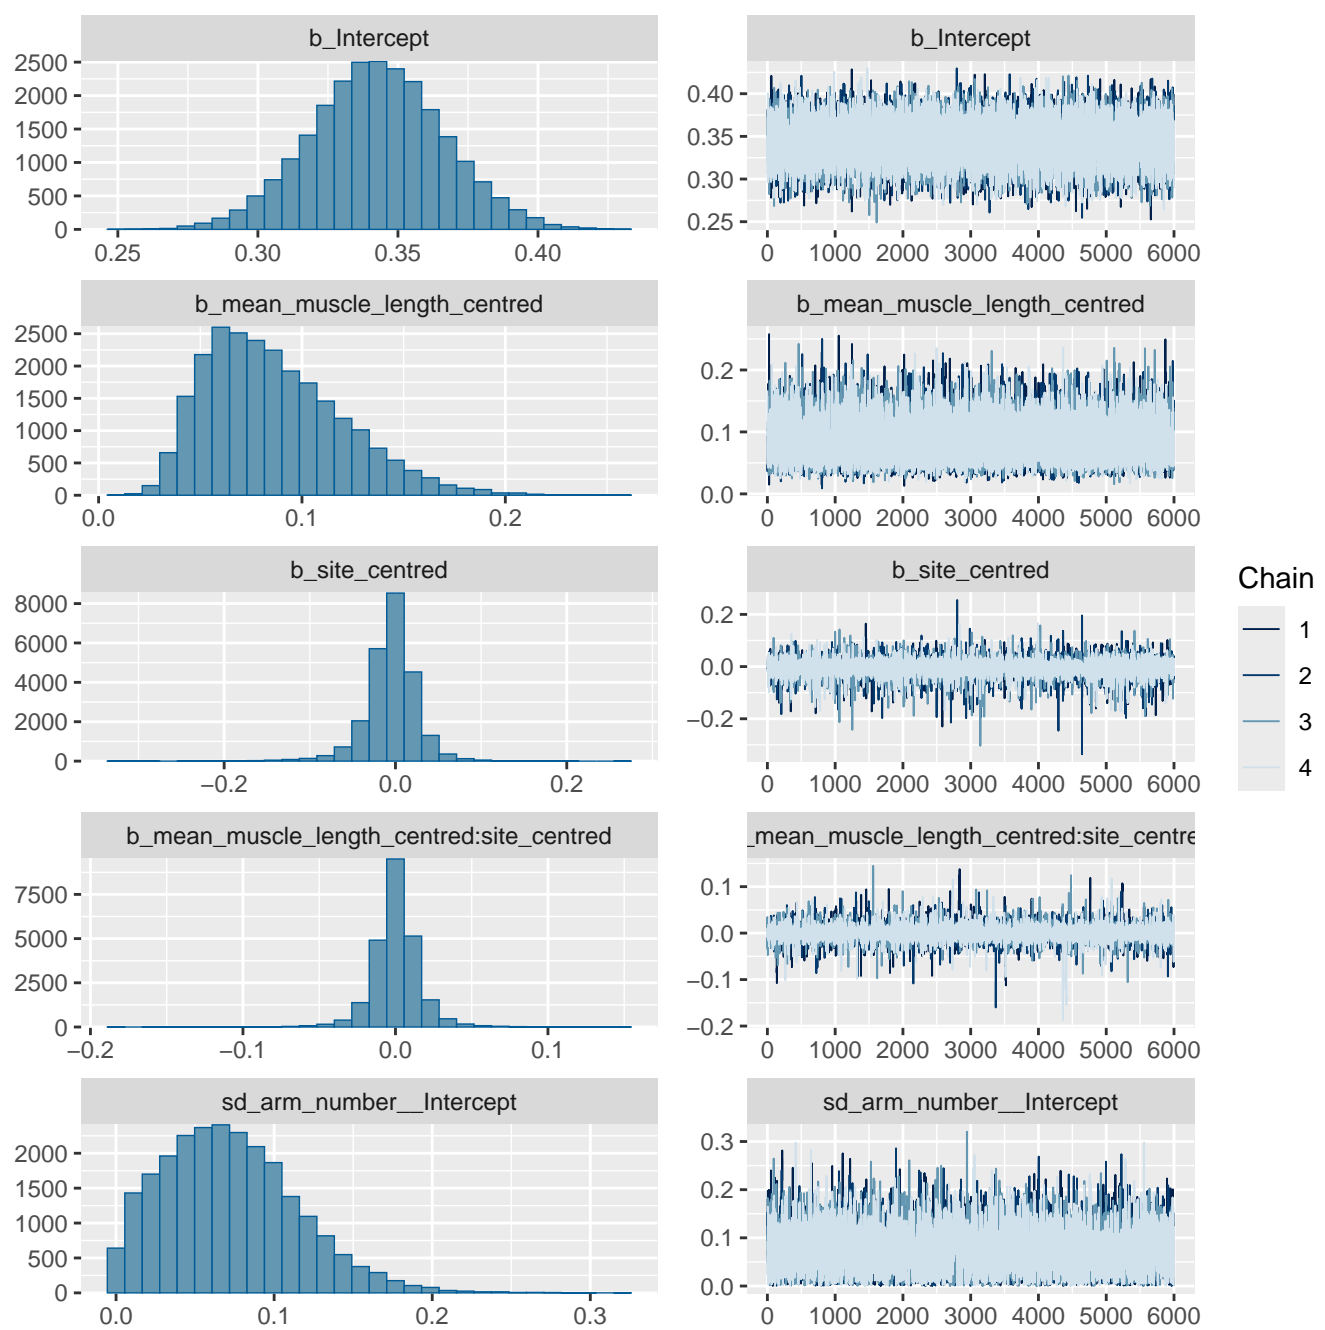 b_Intercept
2500
2000
1500
1000
500
0
0.25 0.30 0.35 0.40
b_Intercept
0.40
0.35
0.30
0.25
0 1000 2000 3000 4000 5000 6000
b_mean_muscle_length_centred
2500
2000
1500
1000
500
0
0.0 0.1 0.2
b_mean_muscle_length_centred
0.2
0.1
0.0
0 1000 2000 3000 4000 5000 6000
b_site_centred
8000
6000
4000
2000
0
−0.2 0.0 0.2
b_site_centred
0.2
0.0
−0.2
0 1000 2000 3000 4000 5000 6000
b_mean_muscle_length_centred:site_centred
7500
5000
2500
0
−0.2 −0.1 0.0 0.1
_mean_muscle_length_centred:site_centre
0.1
0.0
−0.1
−0.2
0 1000 2000 3000 4000 5000 6000
sd_arm_number__Intercept
2000
1500
1000
500
0
0.0 0.1 0.2 0.3
sd_arm_number__Intercept
0.3
0.2
0.1
0.0
0 1000 2000 3000 4000 5000 6000
Chain
1
2
3
4